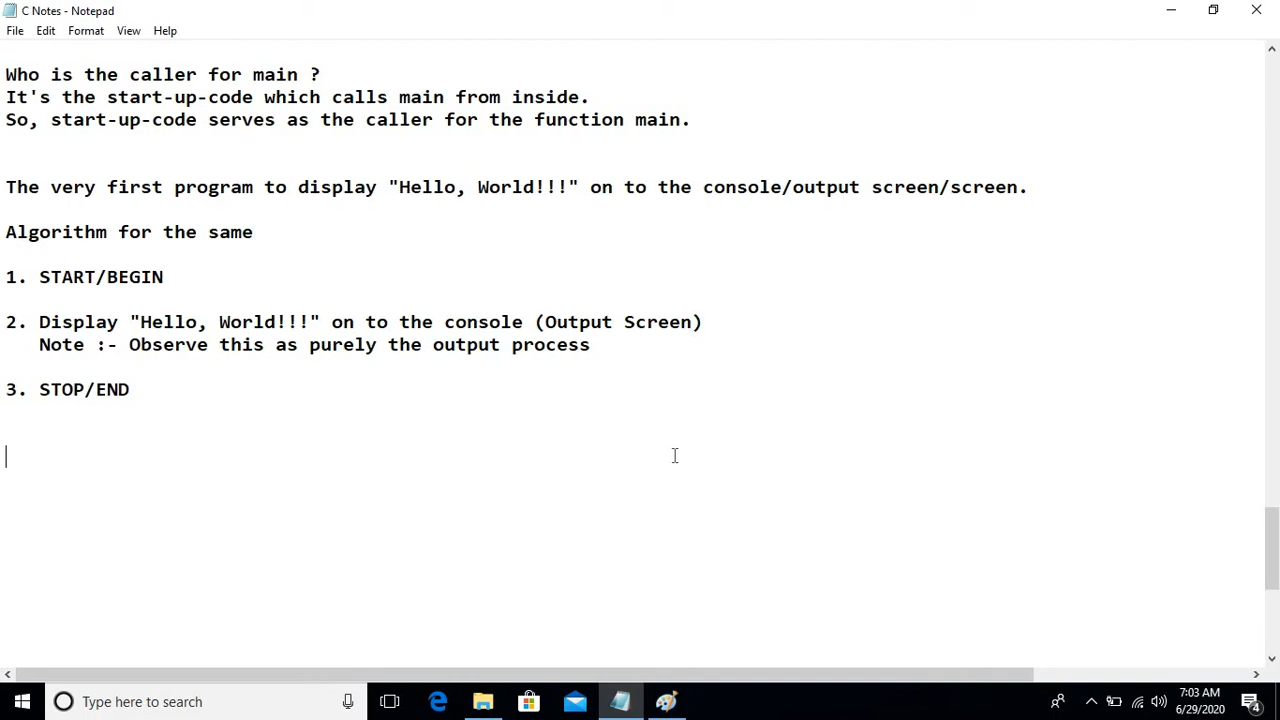 C Notes - Notepad
File Edit Format View Help
Who is the caller for main ?
It's the start-up-code which calls main from inside.
So, start-up-code serves as the caller for the function main.
The very first program to display "Hello, World!!!" on to the console/output screen/screen.
Algorithm for the same
1. START/BEGIN
2. Display "Hello, World!!!" on to the console (Output Screen)
Note :- Observe this as purely the output process
3. STOP/END
Type here to search
7:03 AM
6/29/2020
4